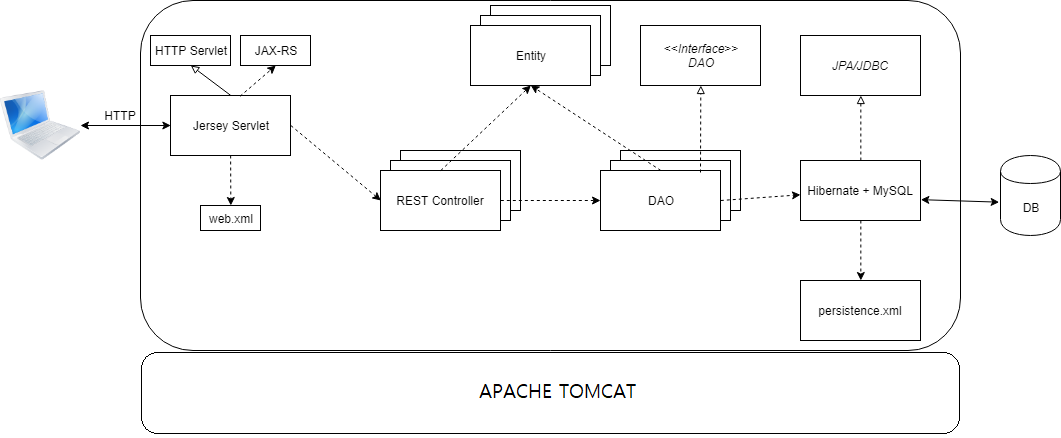 HTTP
HTTP Servlet
JAX-RS
Jersey Servlet
web.xml
Entity
<<Interface>>
DAO
JPA/JDBC
REST Controller
DAO
Hibernate + MySQL
persistence.xml
DB
APACHE TOMCAT